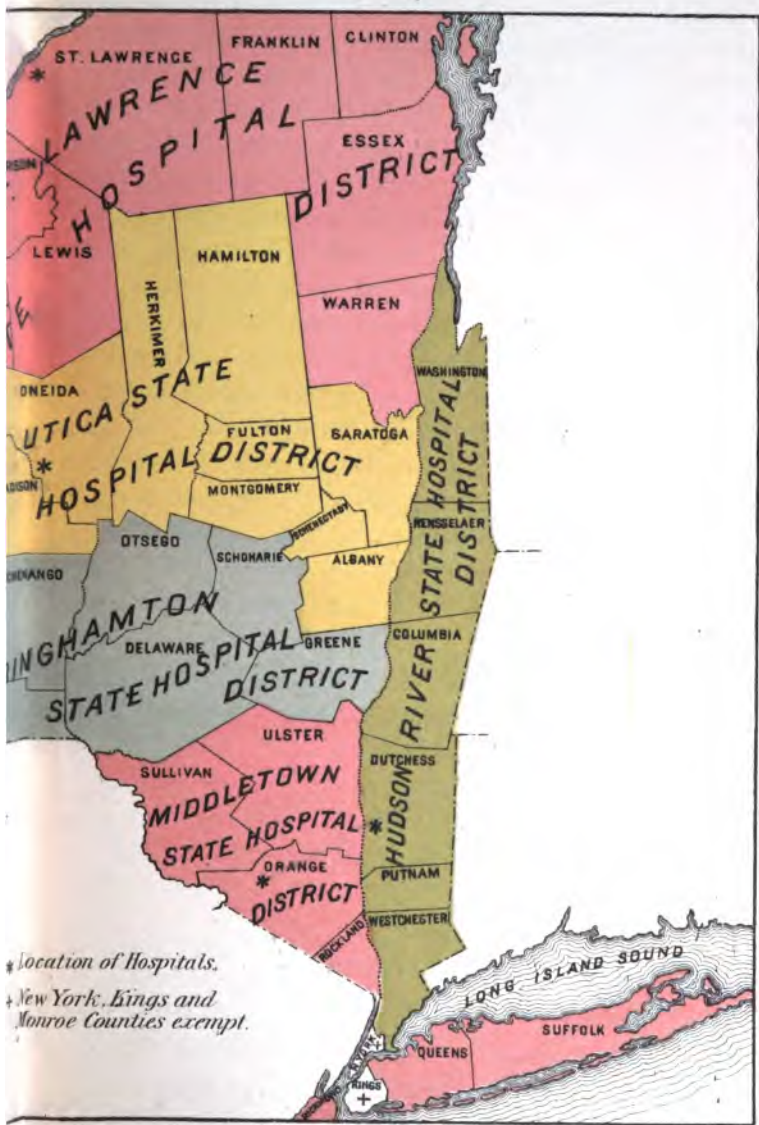 ST. LAWRENCE
FRANKLIN
CLINTON
LAWRENCE
HOSPITAL
DISTRICT
ESSEX
LEWIS
HERKIMER
HAMILTON
WARREN
ONEIDA
UTICA STATE
HOSPITAL DISTRICT
FULTON
SARATOGA
MONTGOMERY
SCHENECTADY
ALBANY
WASHINGTON
RENSSELAER
HUDSON RIVER STATE HOSPITAL
DISTRICT
OTSEGO
SCHOHARIE
HENANGO
INGHAMTON
STATE HOSPITAL
DISTRICT
DELAWARE
GREENE
COLUMBIA
ULSTER
SULLIVAN
MIDDLETOWN
STATE HOSPITAL
DISTRICT
DUTCHESS
ORANGE
PUTNAM
ROCKLAND
WESTCHESTER
* Location of Hospitals,
+ New York, Kings and
Monroe Counties exempt.
LONG ISLAND SOUND
SUFFOLK
QUEENS
KINGS
+